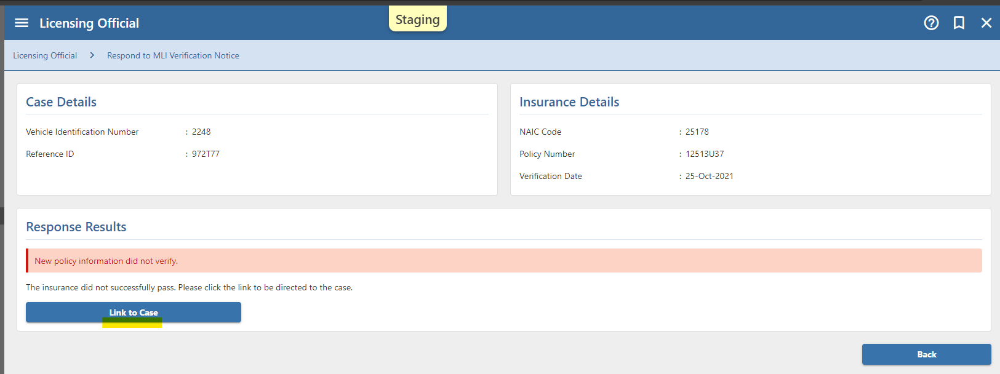 Staging
Licensing Official
Licensing Official > Respond to MLI Verification Notice
Case Details
Vehicle Identification Number : 2248
Reference ID : 972T77
Insurance Details
NAIC Code : 25178
Policy Number : 12513U37
Verification Date : 25-Oct-2021
Response Results
New policy information did not verify.
The insurance did not successfully pass. Please click the link to be directed to the case.
Link to Case
Back